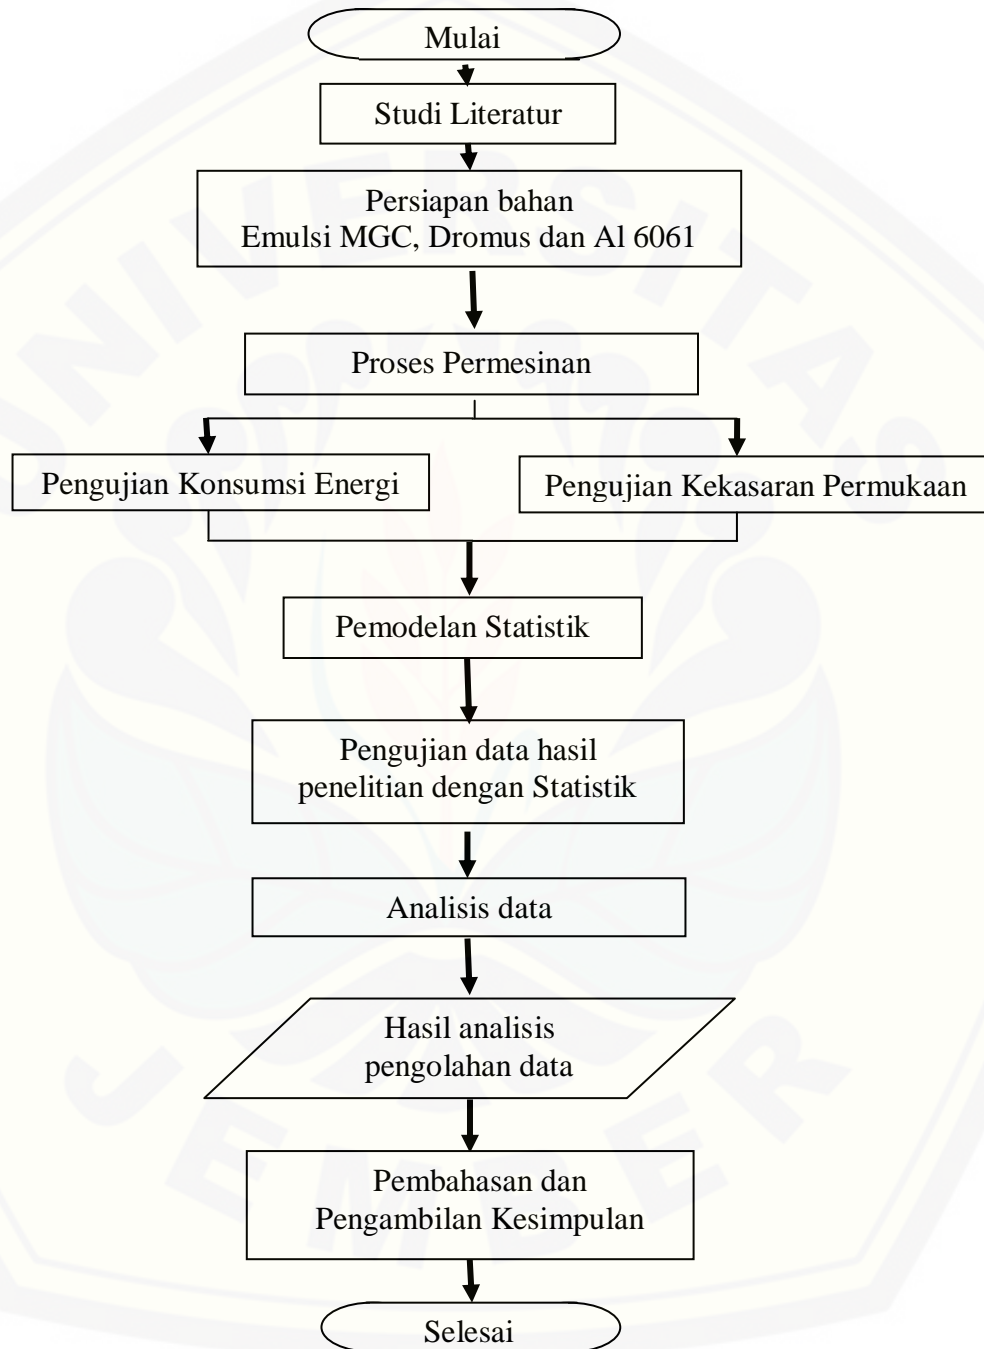 Mulai
Studi Literatur
Persiapan bahan
Emulsi MGC, Dromus dan Al 6061
Proses Permesinan
Pengujian Konsumsi Energi
Pengujian Kekasaran Permukaan
Pemodelan Statistik
Pengujian data hasil
penelitian dengan Statistik
Analisis data
Hasil analisis
pengolahan data
Pembahasan dan
Pengambilan Kesimpulan
Selesai
UNIVERSITAS
JEMBER